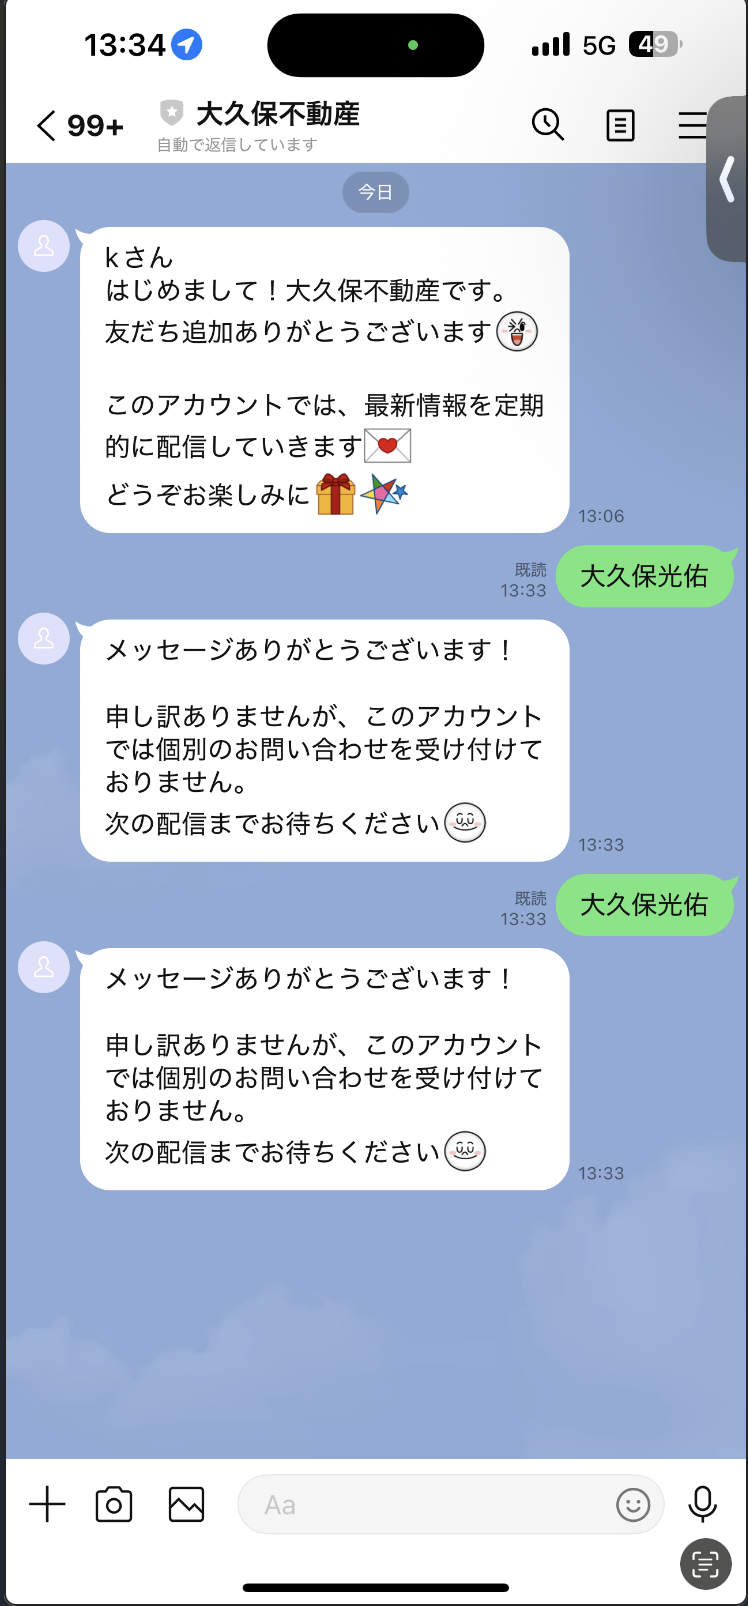 13:34
5G
49
99+
大久保不動産
自動で返信しています
今日
kさん
はじめまして！大久保不動産です。
友だち追加ありがとうございます
このアカウントでは、最新情報を定期
的に配信していきます
どうぞお楽しみに
13:06
既読
13:33
大久保光佑
メッセージありがとうございます！
申し訳ありませんが、このアカウント
では個別のお問い合わせを受け付けて
おりません。
次の配信までお待ちください
13:33
既読
13:33
大久保光佑
メッセージありがとうございます！
申し訳ありませんが、このアカウント
では個別のお問い合わせを受け付けて
おりません。
次の配信までお待ちください
13:33
Aa